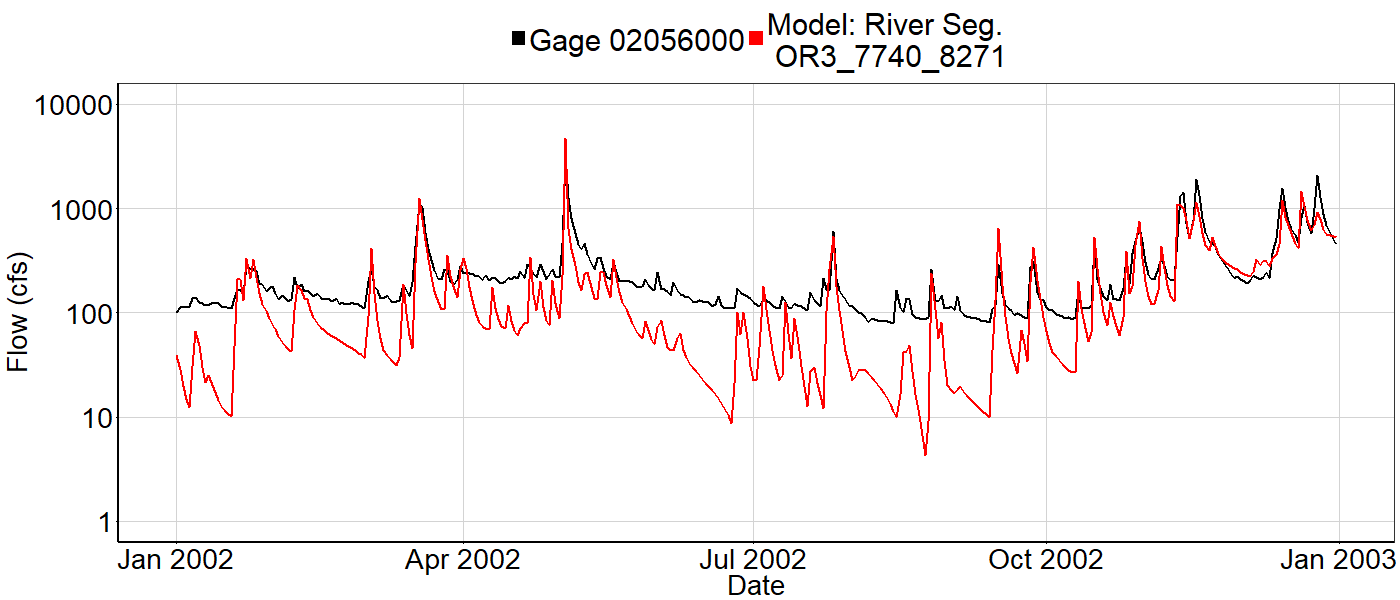 Gage 02056000
Model: River Seg.
OR3_7740_8271
10000
1000
100
10
1
Flow (cfs)
Jan 2002
Apr 2002
Jul 2002
Oct 2002
Jan 2003
Date